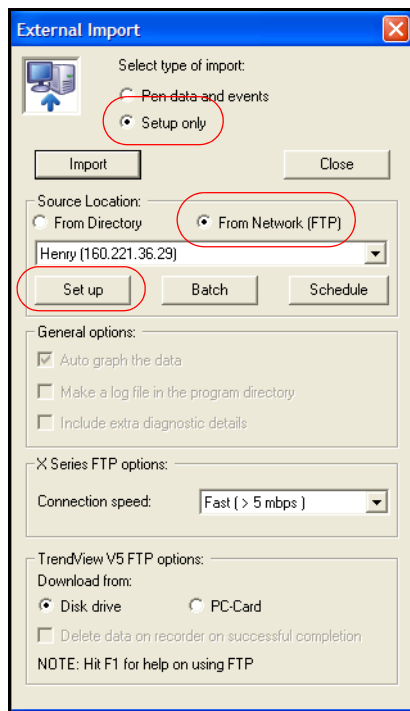 External Import
Select type of import:
Pen data and events
Setup only
Import Close
Source Location:
From Directory From Network (FTP)
Henry (160.221.36.29)
Set up Batch Schedule
General options:
Auto graph the data
Make a log file in the program directory
Include extra diagnostic details
X Series FTP options:
Connection speed: Fast ( > 5 mbps )
TrendView V5 FTP options:
Download from:
Disk drive PC-Card
Delete data on recorder on successful completion
NOTE: Hit F1 for help on using FTP